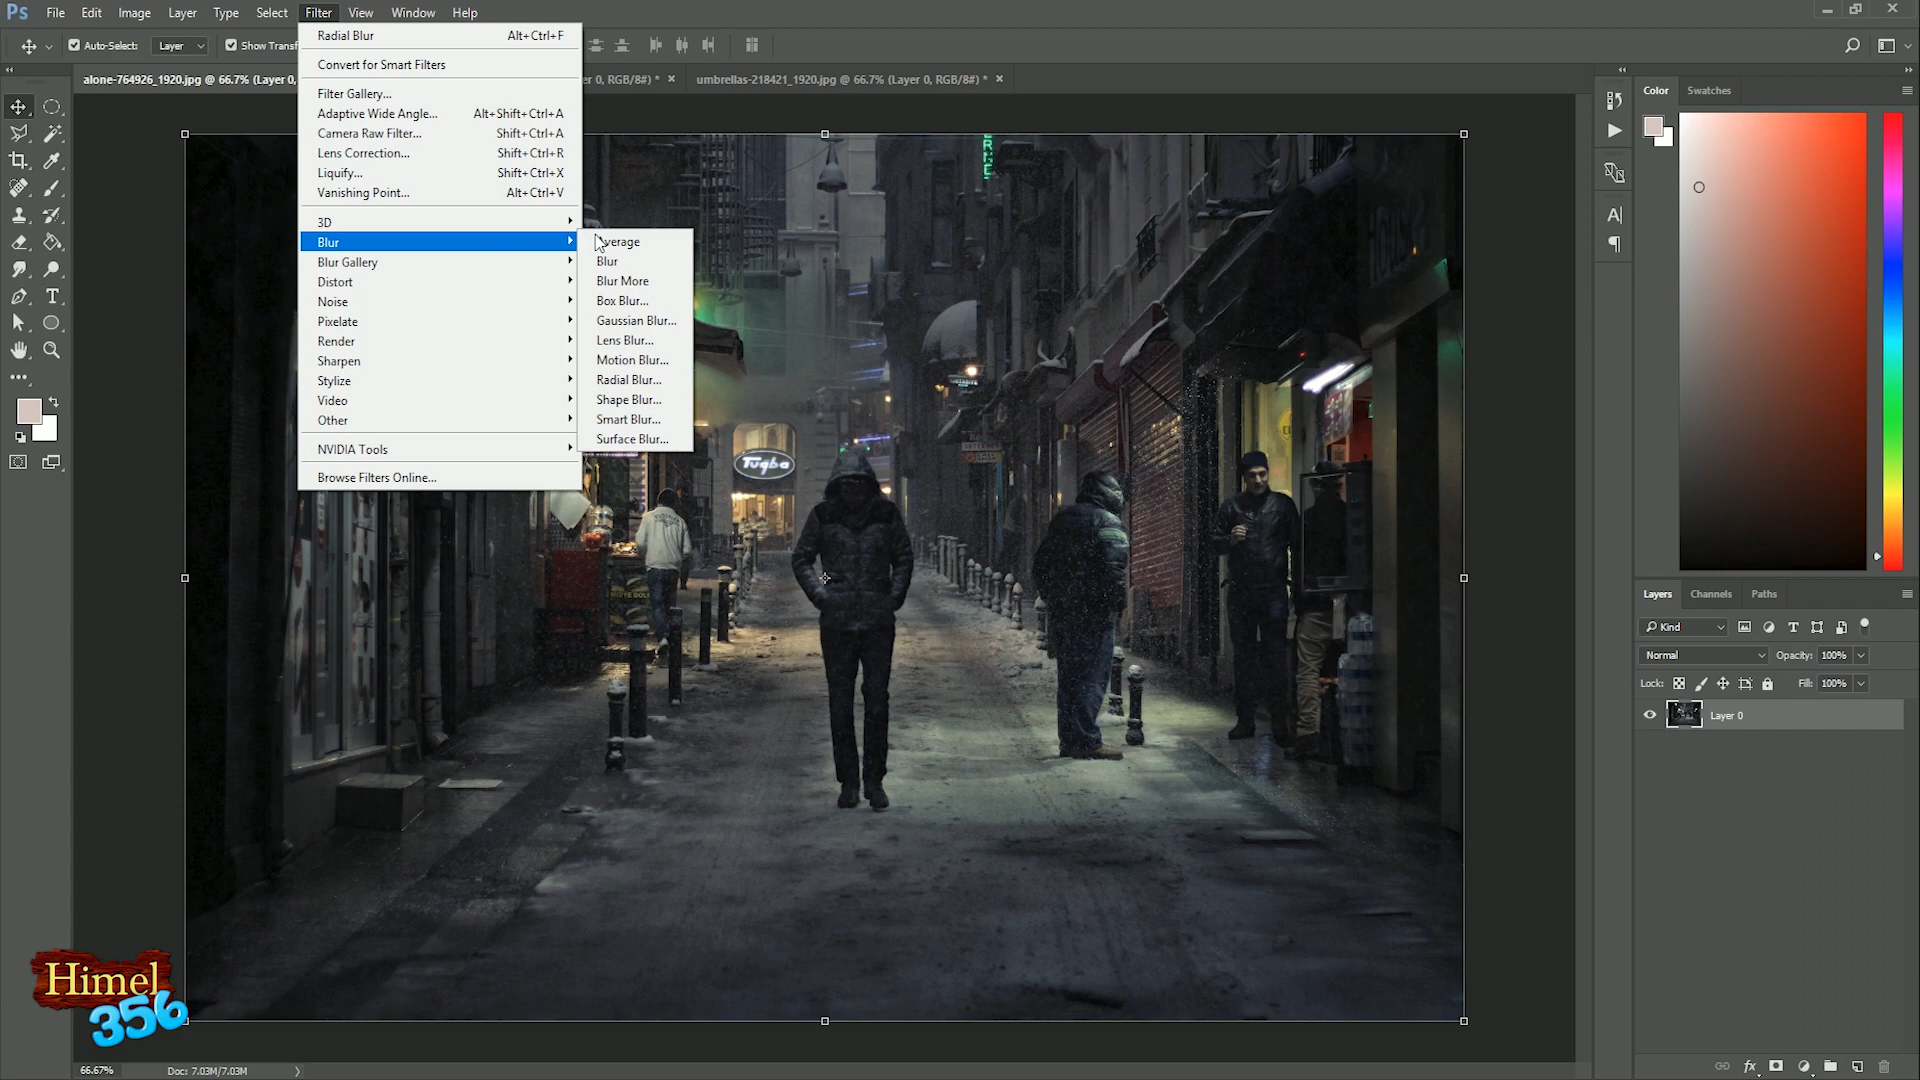 Ps File Edit Image Layer Type Select Filter View Window Help
Auto-Select: Layer Show Transf
alone-764926_1920.jpg @ 66.7% (Layer 0, er 0, RGB/8#) * × umbrellas-218421_1920.jpg @ 66.7% (Layer 0, RGB/8#) * ×
Radial Blur Alt+Ctrl+F
Convert for Smart Filters
Filter Gallery...
Adaptive Wide Angle... Alt+Shift+Ctrl+A
Camera Raw Filter... Shift+Ctrl+A
Lens Correction... Shift+Ctrl+R
Liquify... Shift+Ctrl+X
Vanishing Point... Alt+Ctrl+V
3D
Blur
Blur Gallery
Distort
Noise
Pixelate
Render
Sharpen
Stylize
Video
Other
NVIDIA Tools
Browse Filters Online...
verage
Blur
Blur More
Box Blur...
Gaussian Blur...
Lens Blur...
Motion Blur...
Radial Blur...
Shape Blur...
Smart Blur...
Surface Blur...
Tugba
Color Swatches
Layers Channels Paths
Kind
Normal Opacity: 100%
Lock: Fill: 100%
Layer 0
Himel
356
66.67% Doc: 7.03M/7.03M